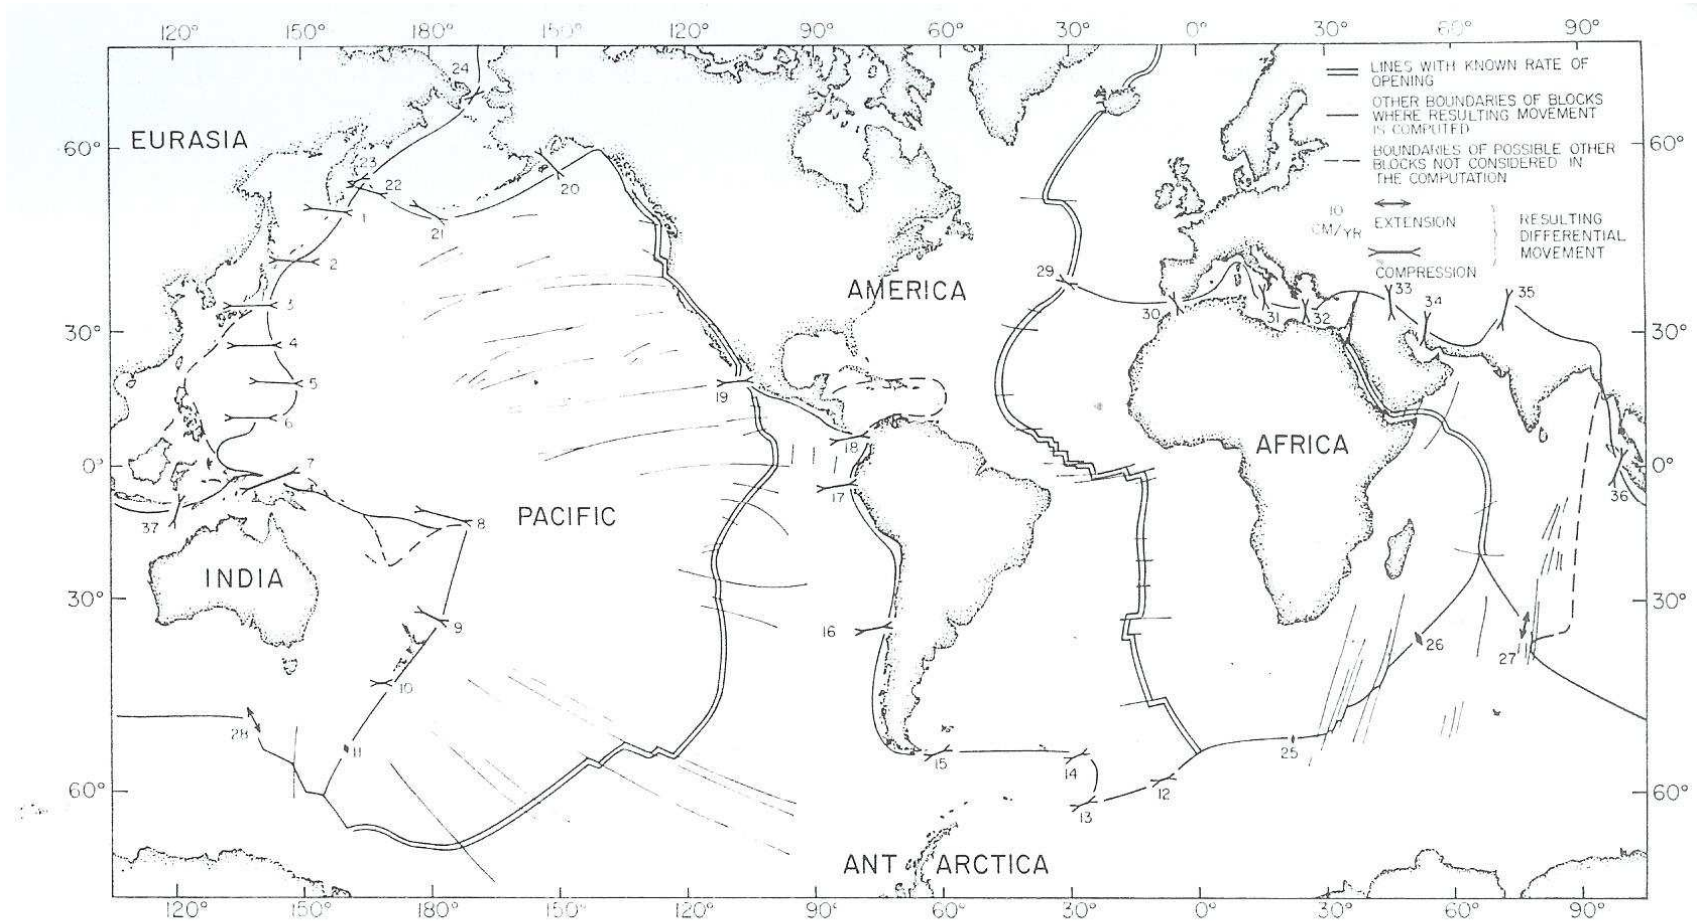 120° 150° 180° 150° 120° 90° 60° 30° 0° 30° 60° 90°
24
LINES WITH KNOWN RATE OF
OPENING
OTHER BOUNDARIES OF BLOCKS
WHERE RESULTING MOVEMENT
IS COMPUTED
BOUNDARIES OF POSSIBLE OTHER
BLOCKS NOT CONSIDERED IN
THE COMPUTATION
EURASIA
60° 60°
23
22
20
1
21
10
CM/YR
EXTENSION
COMPRESSION
RESULTING
DIFFERENTIAL
MOVEMENT
2
29
AMERICA
33
34
35
3
30
31
32
30° 30°
4
5
19
6
18
AFRICA
0° 0°
7
17
36
37
8
PACIFIC
INDIA
30° 30°
9
16
26
27
10
28
11
15
14
25
12
13
60° 60°
ANT ARCTICA
120° 150° 180° 150° 120° 90° 60° 30° 0° 30° 60° 90°